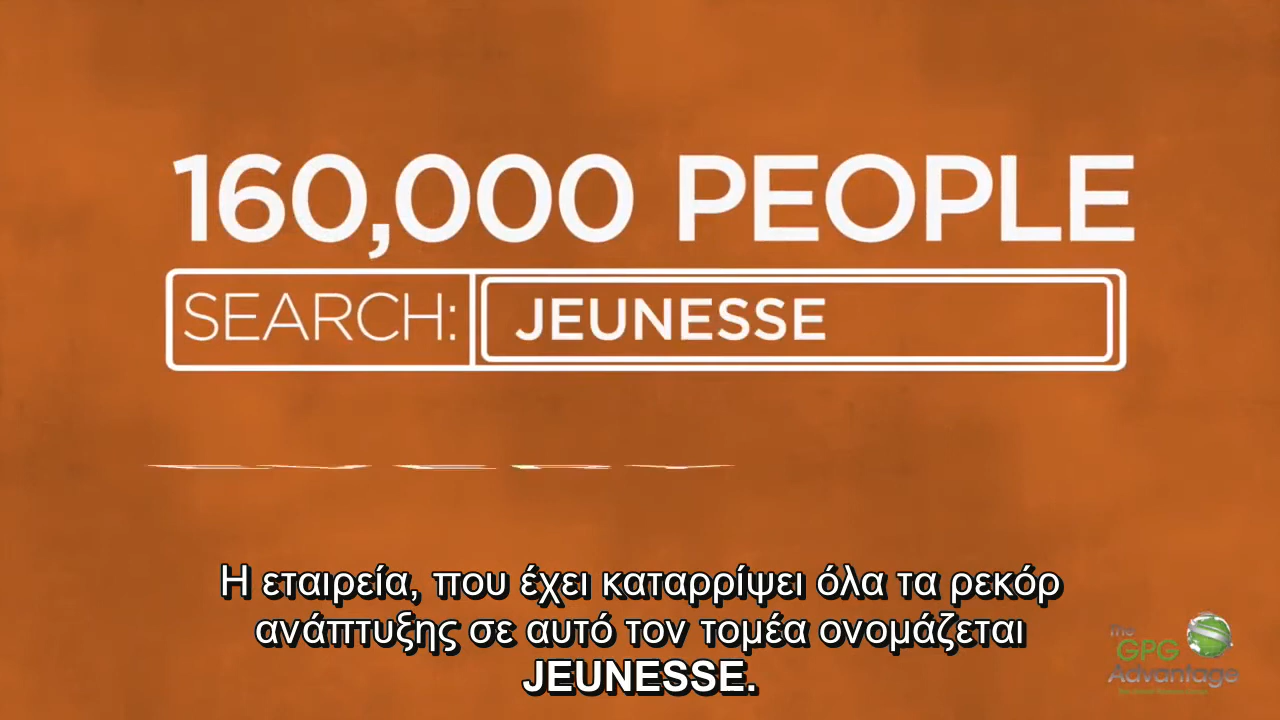 160,000 PEOPLE
SEARCH: JEUNESSE
Η εταιρεία, που έχει καταρρίψει όλα τα ρεκόρ
ανάπτυξης σε αυτό τον τομέα ονομάζεται
JEUNESSE.
The
GPG
Advantage